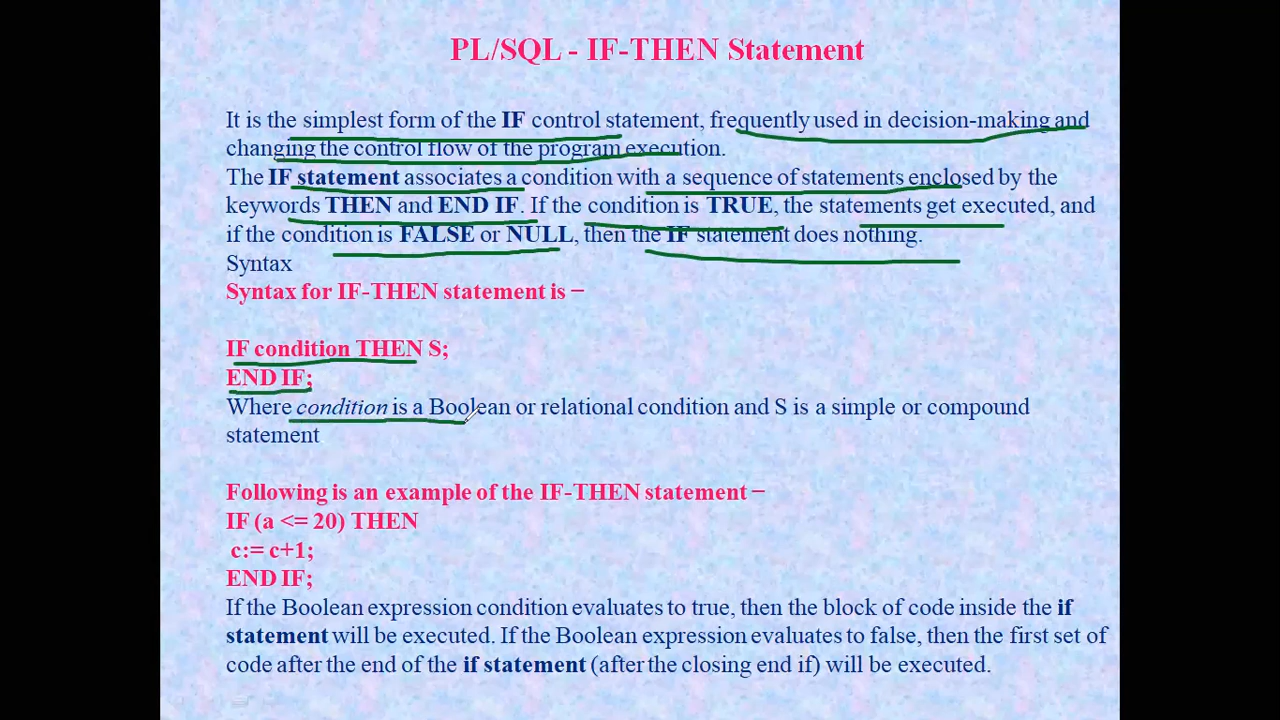 PL/SQL - IF-THEN Statement
It is the simplest form of the IF control statement, frequently used in decision-making and
changing the control flow of the program execution.
The IF statement associates a condition with a sequence of statements enclosed by the
keywords THEN and END IF. If the condition is TRUE, the statements get executed, and
if the condition is FALSE or NULL, then the IF statement does nothing.
Syntax
Syntax for IF-THEN statement is −
IF condition THEN S;
END IF;
Where condition is a Boolean or relational condition and S is a simple or compound
statement
Following is an example of the IF-THEN statement −
IF (a <= 20) THEN
c:= c+1;
END IF;
If the Boolean expression condition evaluates to true, then the block of code inside the if
statement will be executed. If the Boolean expression evaluates to false, then the first set of
code after the end of the if statement (after the closing end if) will be executed.